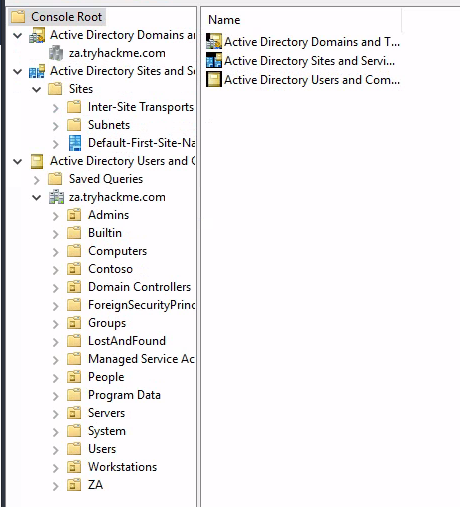 Console Root
Active Directory Domains an
za.tryhackme.com
Active Directory Sites and Se
Sites
Inter-Site Transports
Subnets
Default-First-Site-Na
Active Directory Users and C
Saved Queries
za.tryhackme.com
Admins
Builtin
Computers
Contoso
Domain Controllers
ForeignSecurityPrinc
Groups
LostAndFound
Managed Service Ac
People
Program Data
Servers
System
Users
Workstations
ZA
Name
Active Directory Domains and T...
Active Directory Sites and Servi...
Active Directory Users and Com...